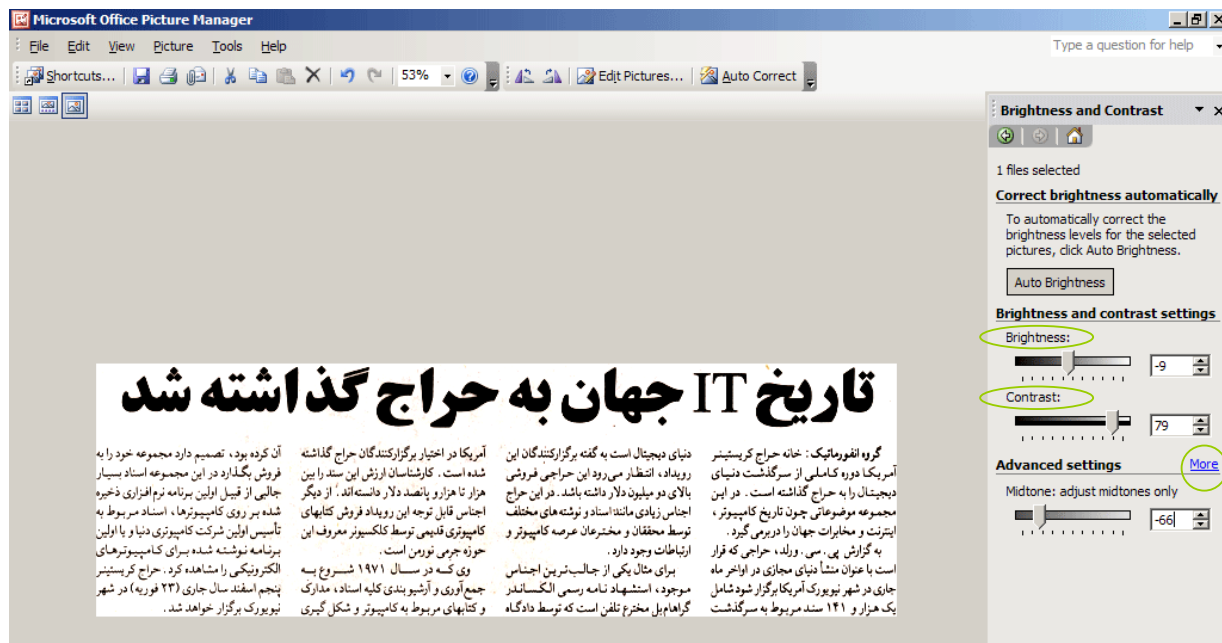 Microsoft Office Picture Manager
File Edit View Picture Tools Help
Type a question for help
Shortcuts... 53% Edit Pictures... Auto Correct
تاریخ IT جهان به حراج گذاشته شد
گروه انفورماتیک: خانه حراج کریستینر
آمریکا دوره کاملی از سرگذشت دنیای
دیجیتال را به حراج گذاشته است. در این
مجموعه موضوعاتی چون تاریخ کامپیوتر،
اینترنت و مخابرات جهان را دربرمی گیرد.
به گزارش پی.سی.ورلد، حراجی که قرار
است با عنوان منشأ دنیای مجازی در اواخر ماه
جاری در شهر نیویورک آمریکا برگزار شود شامل
یک هزار و ۱۴۱ سند مربوط به سرگذشت
دنیای دیجیتال است به گفته برگزارکنندگان این
رویداد، انتظار می‌رود این حراجی فروشی
بالای دو میلیون دلار داشته باشد. در این حراج
اجناس زیادی مانند اسناد و نوشته های مختلف
توسط محققان و مخترعان عرصه کامپیوتر و
ارتباطات وجود دارد.
برای مثال یکی از جالب‌ترین اجناس
موجود، استشهاد نامه رسمی الکساندر
گراهام‌بل مخترع تلفن است که توسط دادگاه
آمریکا در اختیار برگزارکنندگان حراج گذاشته
شده است. کارشناسان ارزش این سند را بین
هزار تا هزار و پانصد دلار دانسته‌اند. از دیگر
اجناس قابل توجه این رویداد فروش کتابهای
کامپیوتری قدیمی توسط کلکسیونر معروف این
حوزه جرمی نورمن است.
وی کـه در ســال ۱۹۷۱ شــروع بــه
جمع‌آوری و آرشیو بندی کلیه اسناد، مدارک
و کتابهای مربوط به کامپیوتر و شکل گیری
آن کرده بود، تصمیم دارد مجموعه خود را به
فروش بگذارد در این مجموعه اسناد بسیار
جالبی از قبیل اولین برنامه نرم‌افزاری ذخیره
شده بر روی کامپیوترها، اسناد مربوط به
تأسیس اولین شرکت کامپیوتری دنیا و یا اولین
برنامه نوشته شده برای کامپیوترهای
الکترونیکی را مشاهده کرد. حراج کریستینر
پنجم اسفند سال جاری (۲۳ فوریه) در شهر
نیویورک برگزار خواهد شد.
Brightness and Contrast
1 files selected
Correct brightness automatically
To automatically correct the
brightness levels for the selected
pictures, click Auto Brightness.
Auto Brightness
Brightness and contrast settings
Brightness:
-9
Contrast:
79
Advanced settings More
Midtone: adjust midtones only
-66